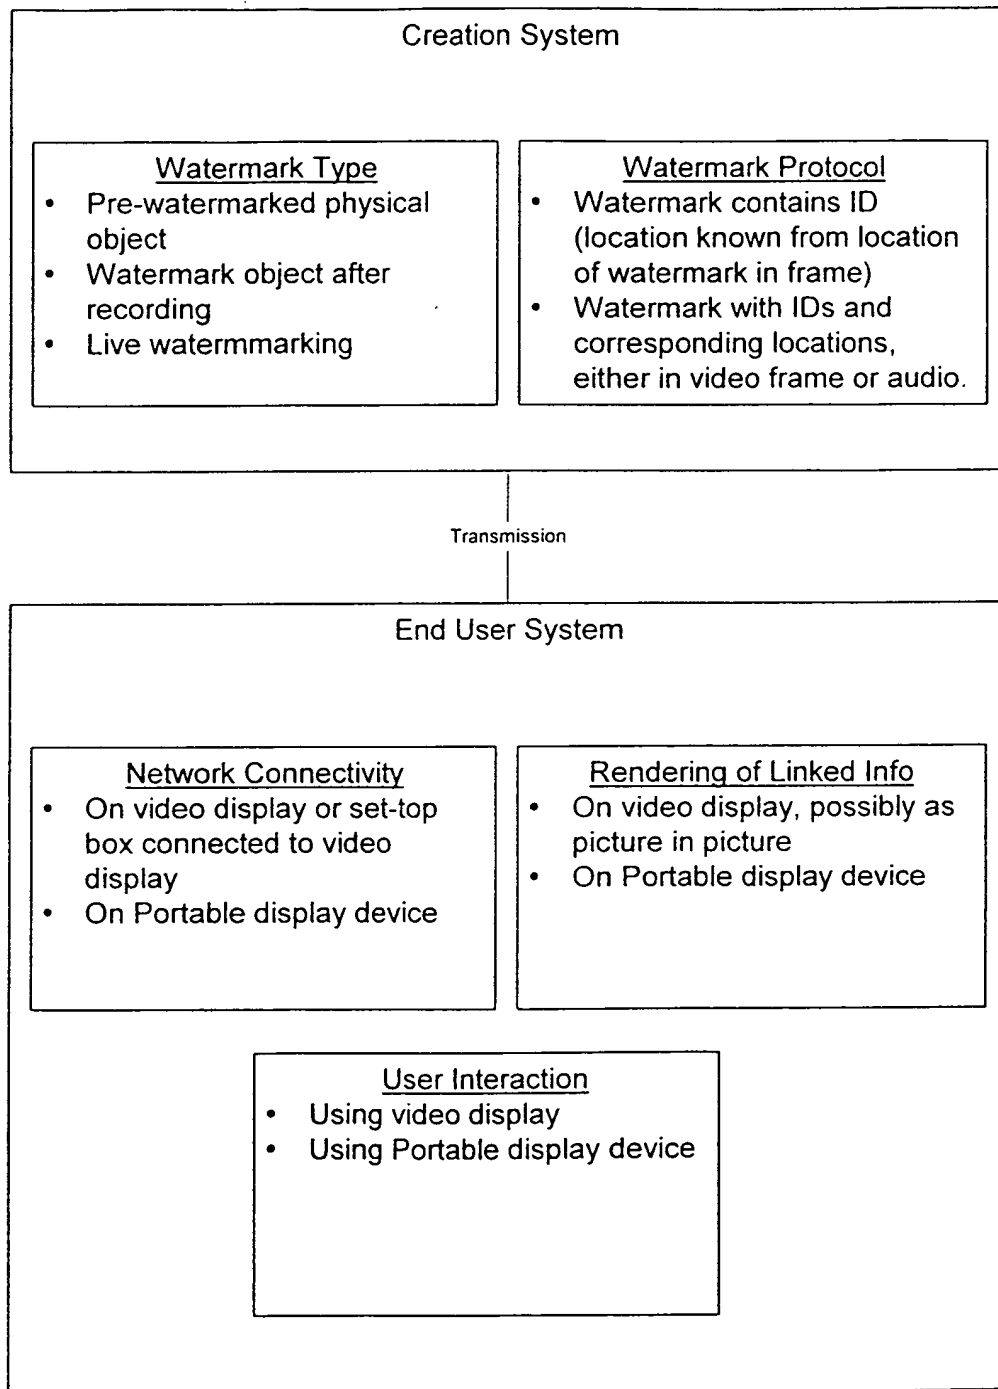 Creation System
Watermark Type
• Pre-watermarked physical
object
• Watermark object after
recording
• Live watermmarking
Watermark Protocol
• Watermark contains ID
(location known from location
of watermark in frame)
• Watermark with IDs and
corresponding locations,
either in video frame or audio.
Transmission
End User System
Network Connectivity
• On video display or set-top
box connected to video
display
• On Portable display device
Rendering of Linked Info
• On video display, possibly as
picture in picture
• On Portable display device
User Interaction
• Using video display
• Using Portable display device